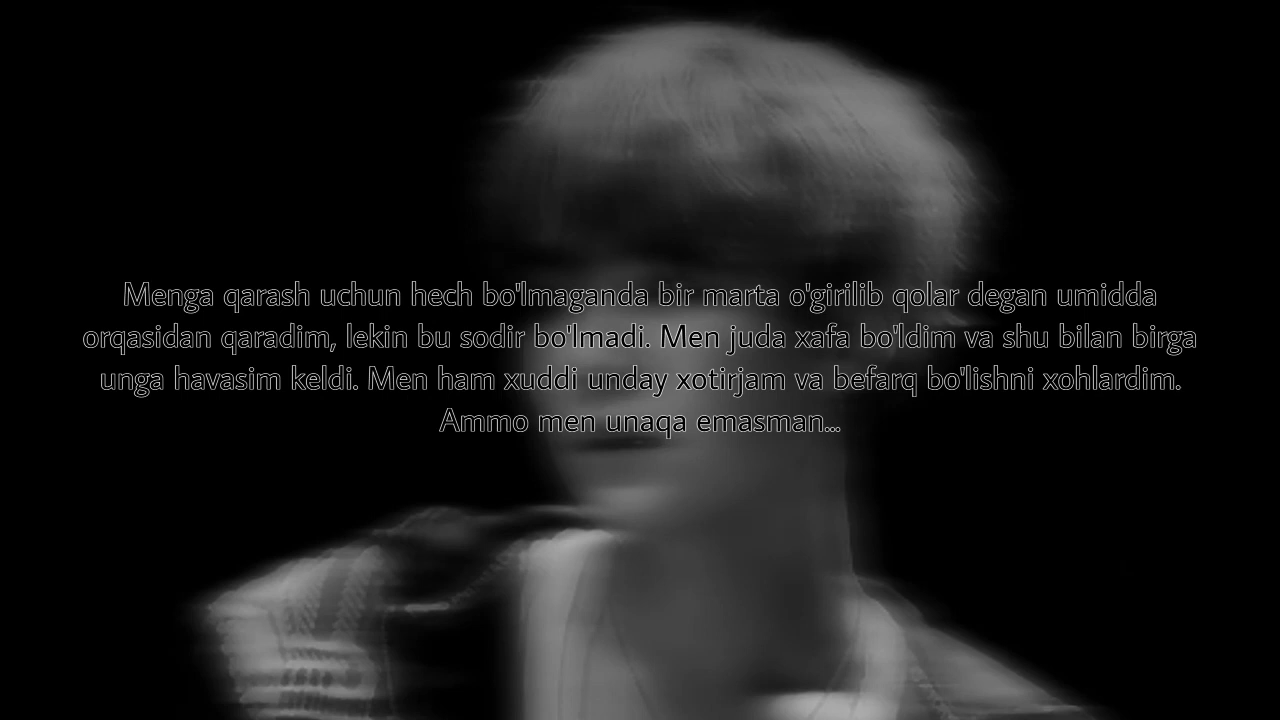 Menga qarash uchun hech bo'lmaganda bir marta o'girilib qolar degan umidda
orqasidan qaradim, lekin bu sodir bo'lmadi. Men juda xafa bo'ldim va shu bilan birga
unga havasim keldi. Men ham xuddi unday xotirjam va befarq bo'lishni xohlardim.
Ammo men unaqa emasman...